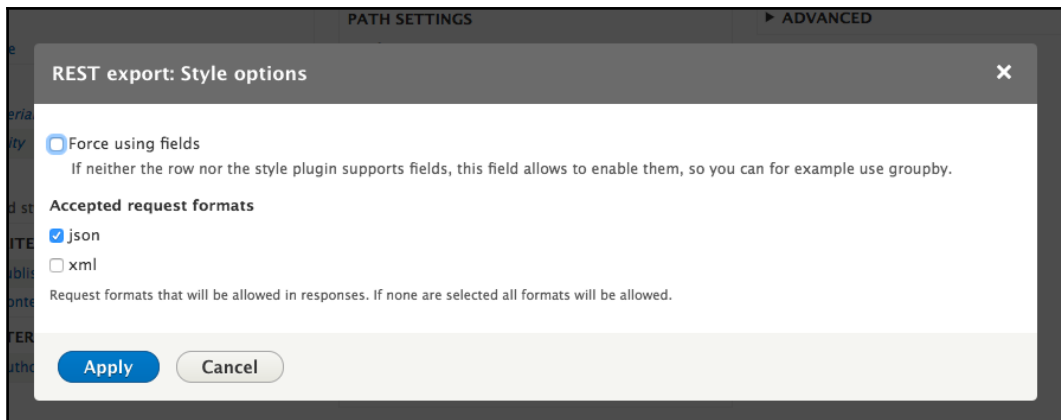 PATH SETTINGS
▶ ADVANCED
REST export: Style options
Force using fields
If neither the row nor the style plugin supports fields, this field allows to enable them, so you can for example use groupby.
Accepted request formats
json
xml
Request formats that will be allowed in responses. If none are selected all formats will be allowed.
Apply
Cancel